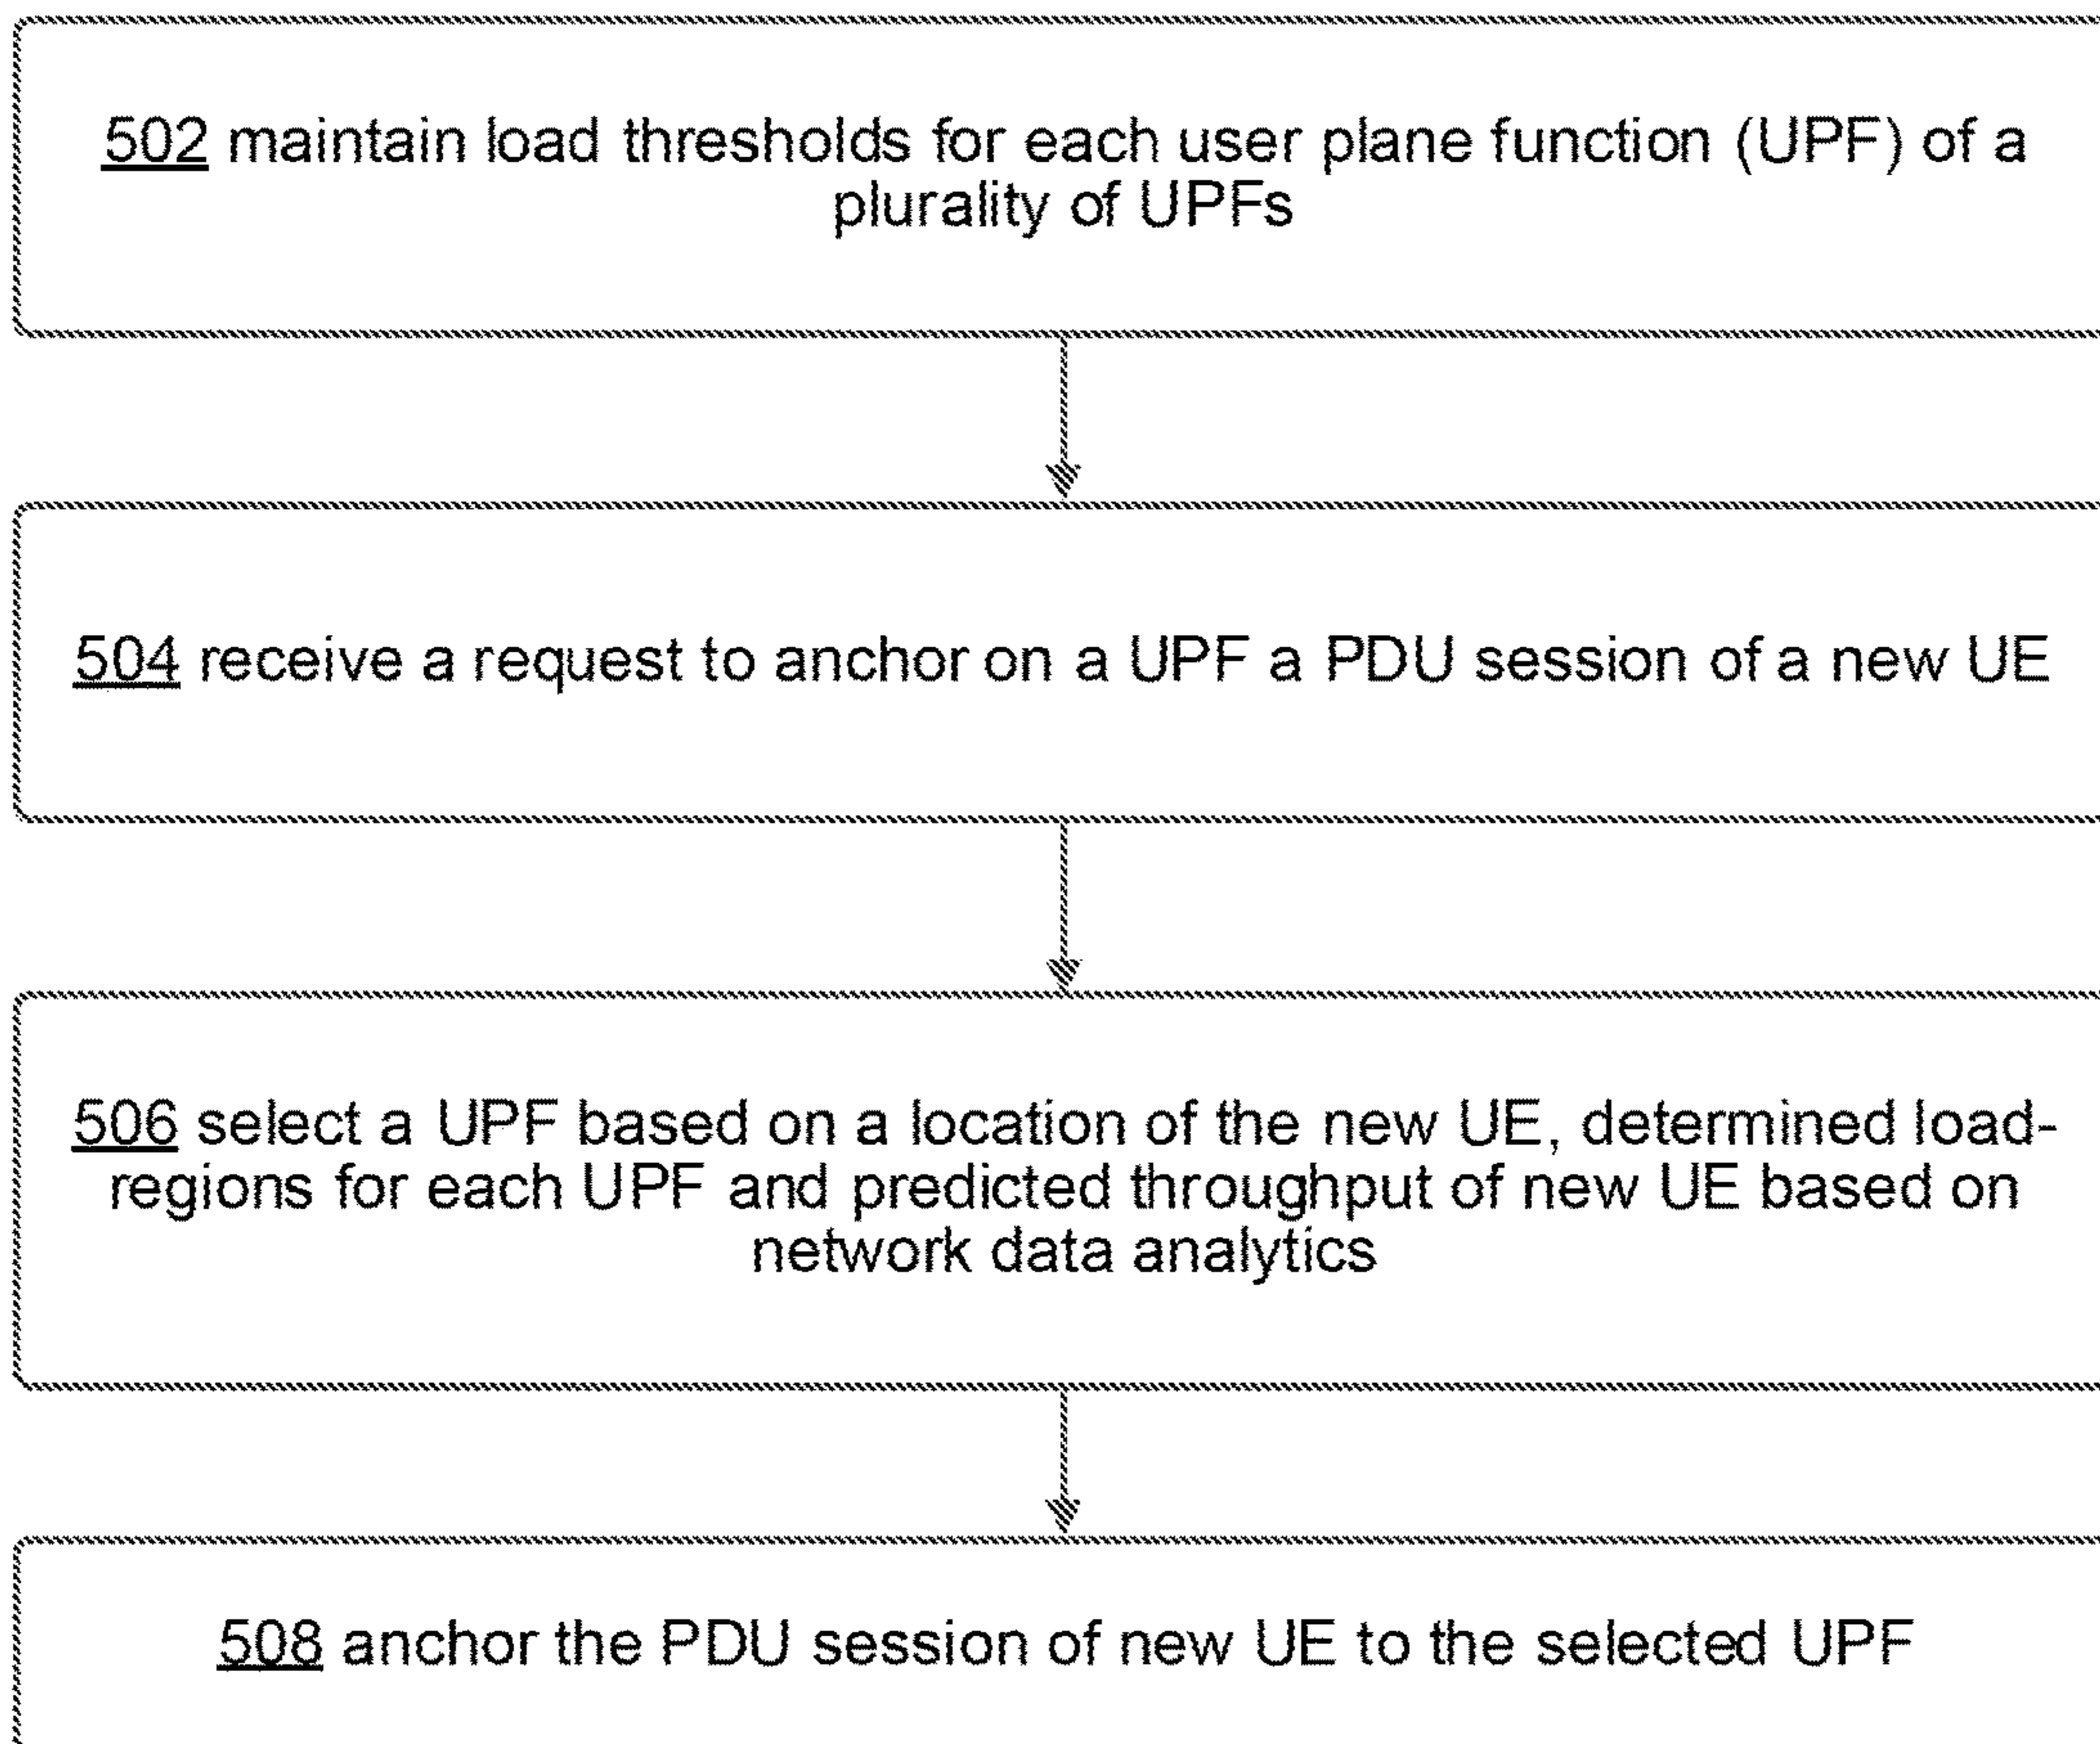 502 maintain load thresholds for each user plane function (UPF) of a
plurality of UPFs
504 receive a request to anchor on a UPF a PDU session of a new UE
506 select a UPF based on a location of the new UE, determined load-
regions for each UPF and predicted throughput of new UE based on
network data analytics
508 anchor the PDU session of new UE to the selected UPF